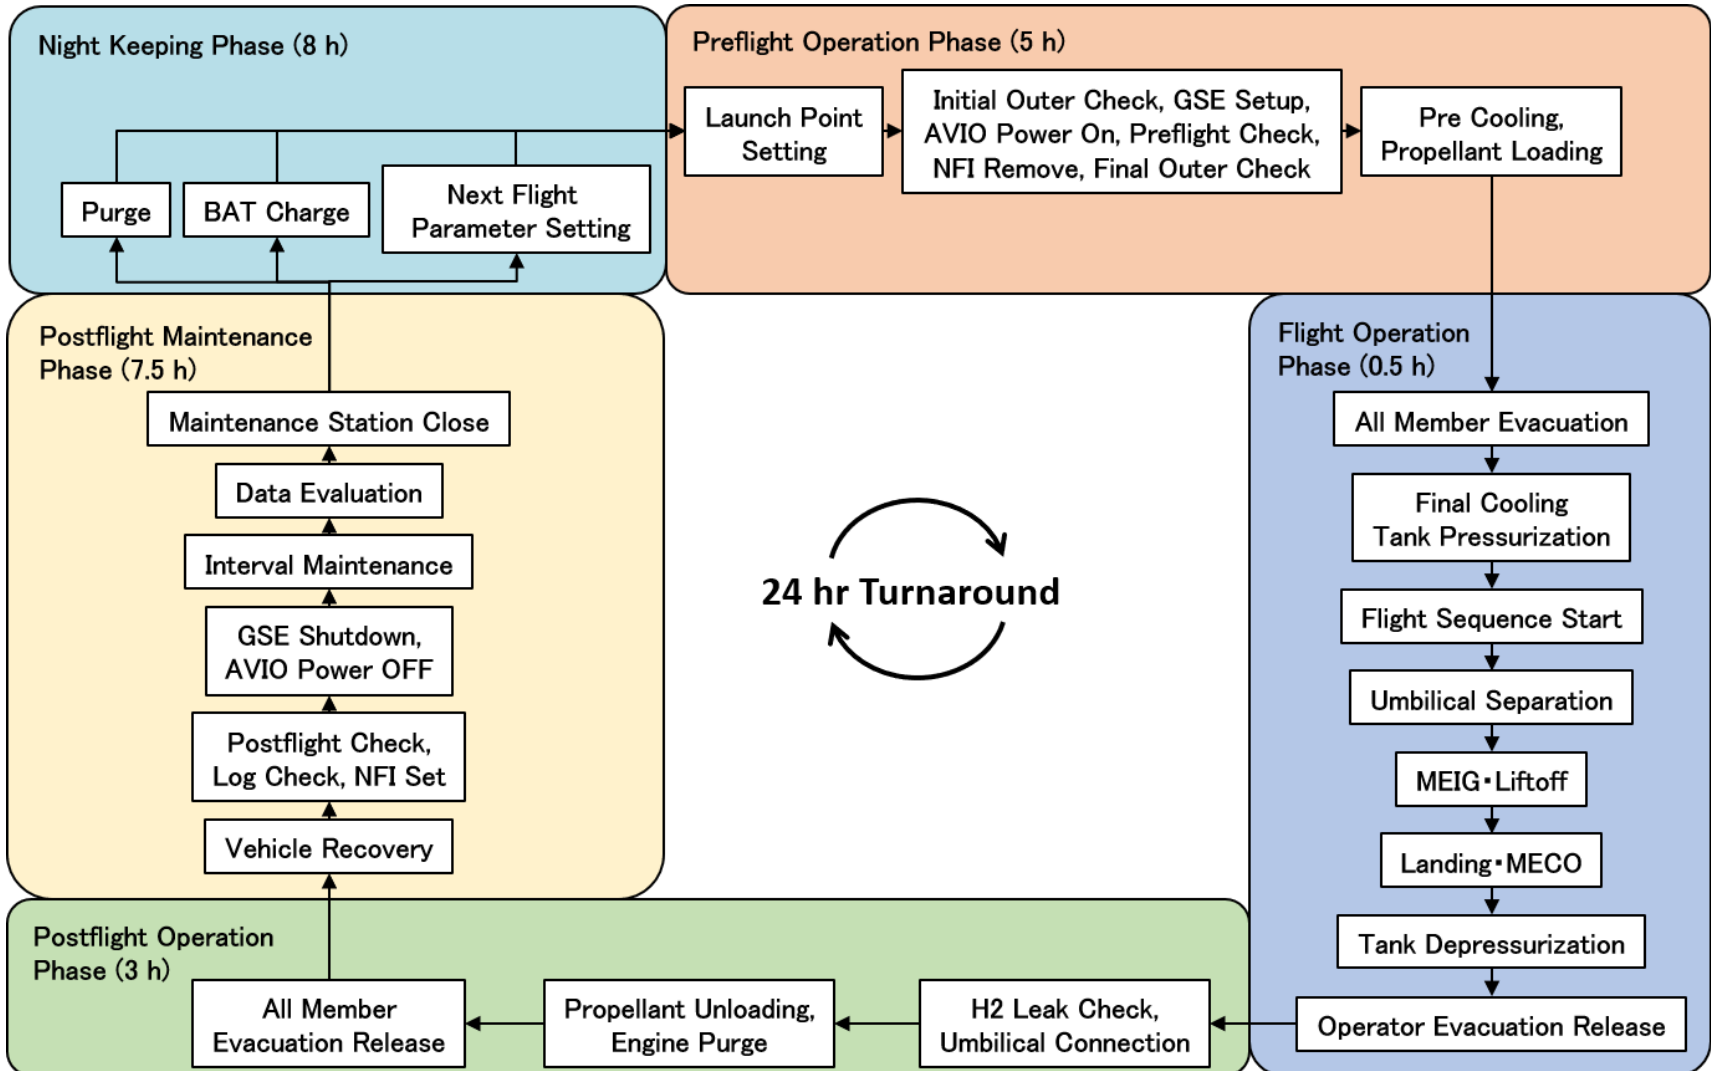 Night Keeping Phase (8 h)
Purge
BAT Charge
Next Flight
Parameter Setting
Preflight Operation Phase (5 h)
Launch Point
Setting
Initial Outer Check, GSE Setup,
AVIO Power On, Preflight Check,
NFI Remove, Final Outer Check
Pre Cooling,
Propellant Loading
Flight Operation
Phase (0.5 h)
All Member Evacuation
Final Cooling
Tank Pressurization
Flight Sequence Start
Umbilical Separation
MEIG・Liftoff
Landing・MECO
Tank Depressurization
Operator Evacuation Release
Postflight Operation
Phase (3 h)
H2 Leak Check,
Umbilical Connection
Propellant Unloading,
Engine Purge
All Member
Evacuation Release
Postflight Maintenance
Phase (7.5 h)
Vehicle Recovery
Postflight Check,
Log Check, NFI Set
GSE Shutdown,
AVIO Power OFF
Interval Maintenance
Data Evaluation
Maintenance Station Close
24 hr Turnaround